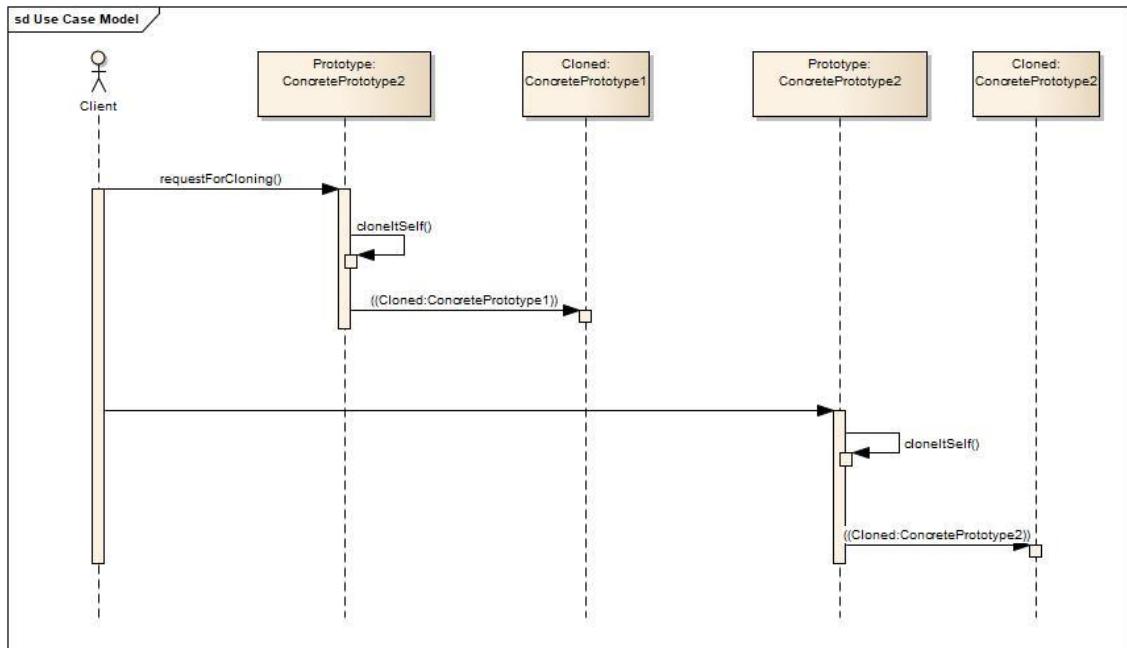 sd Use Case Model
Client
Prototype:
ConcretePrototype2
Cloned:
ConcretePrototype1
Prototype:
ConcretePrototype2
Cloned:
ConcretePrototype2
requestForCloning()
cloneItSelf()
((Cloned:ConcretePrototype1))
cloneItSelf()
((Cloned:ConcretePrototype2))